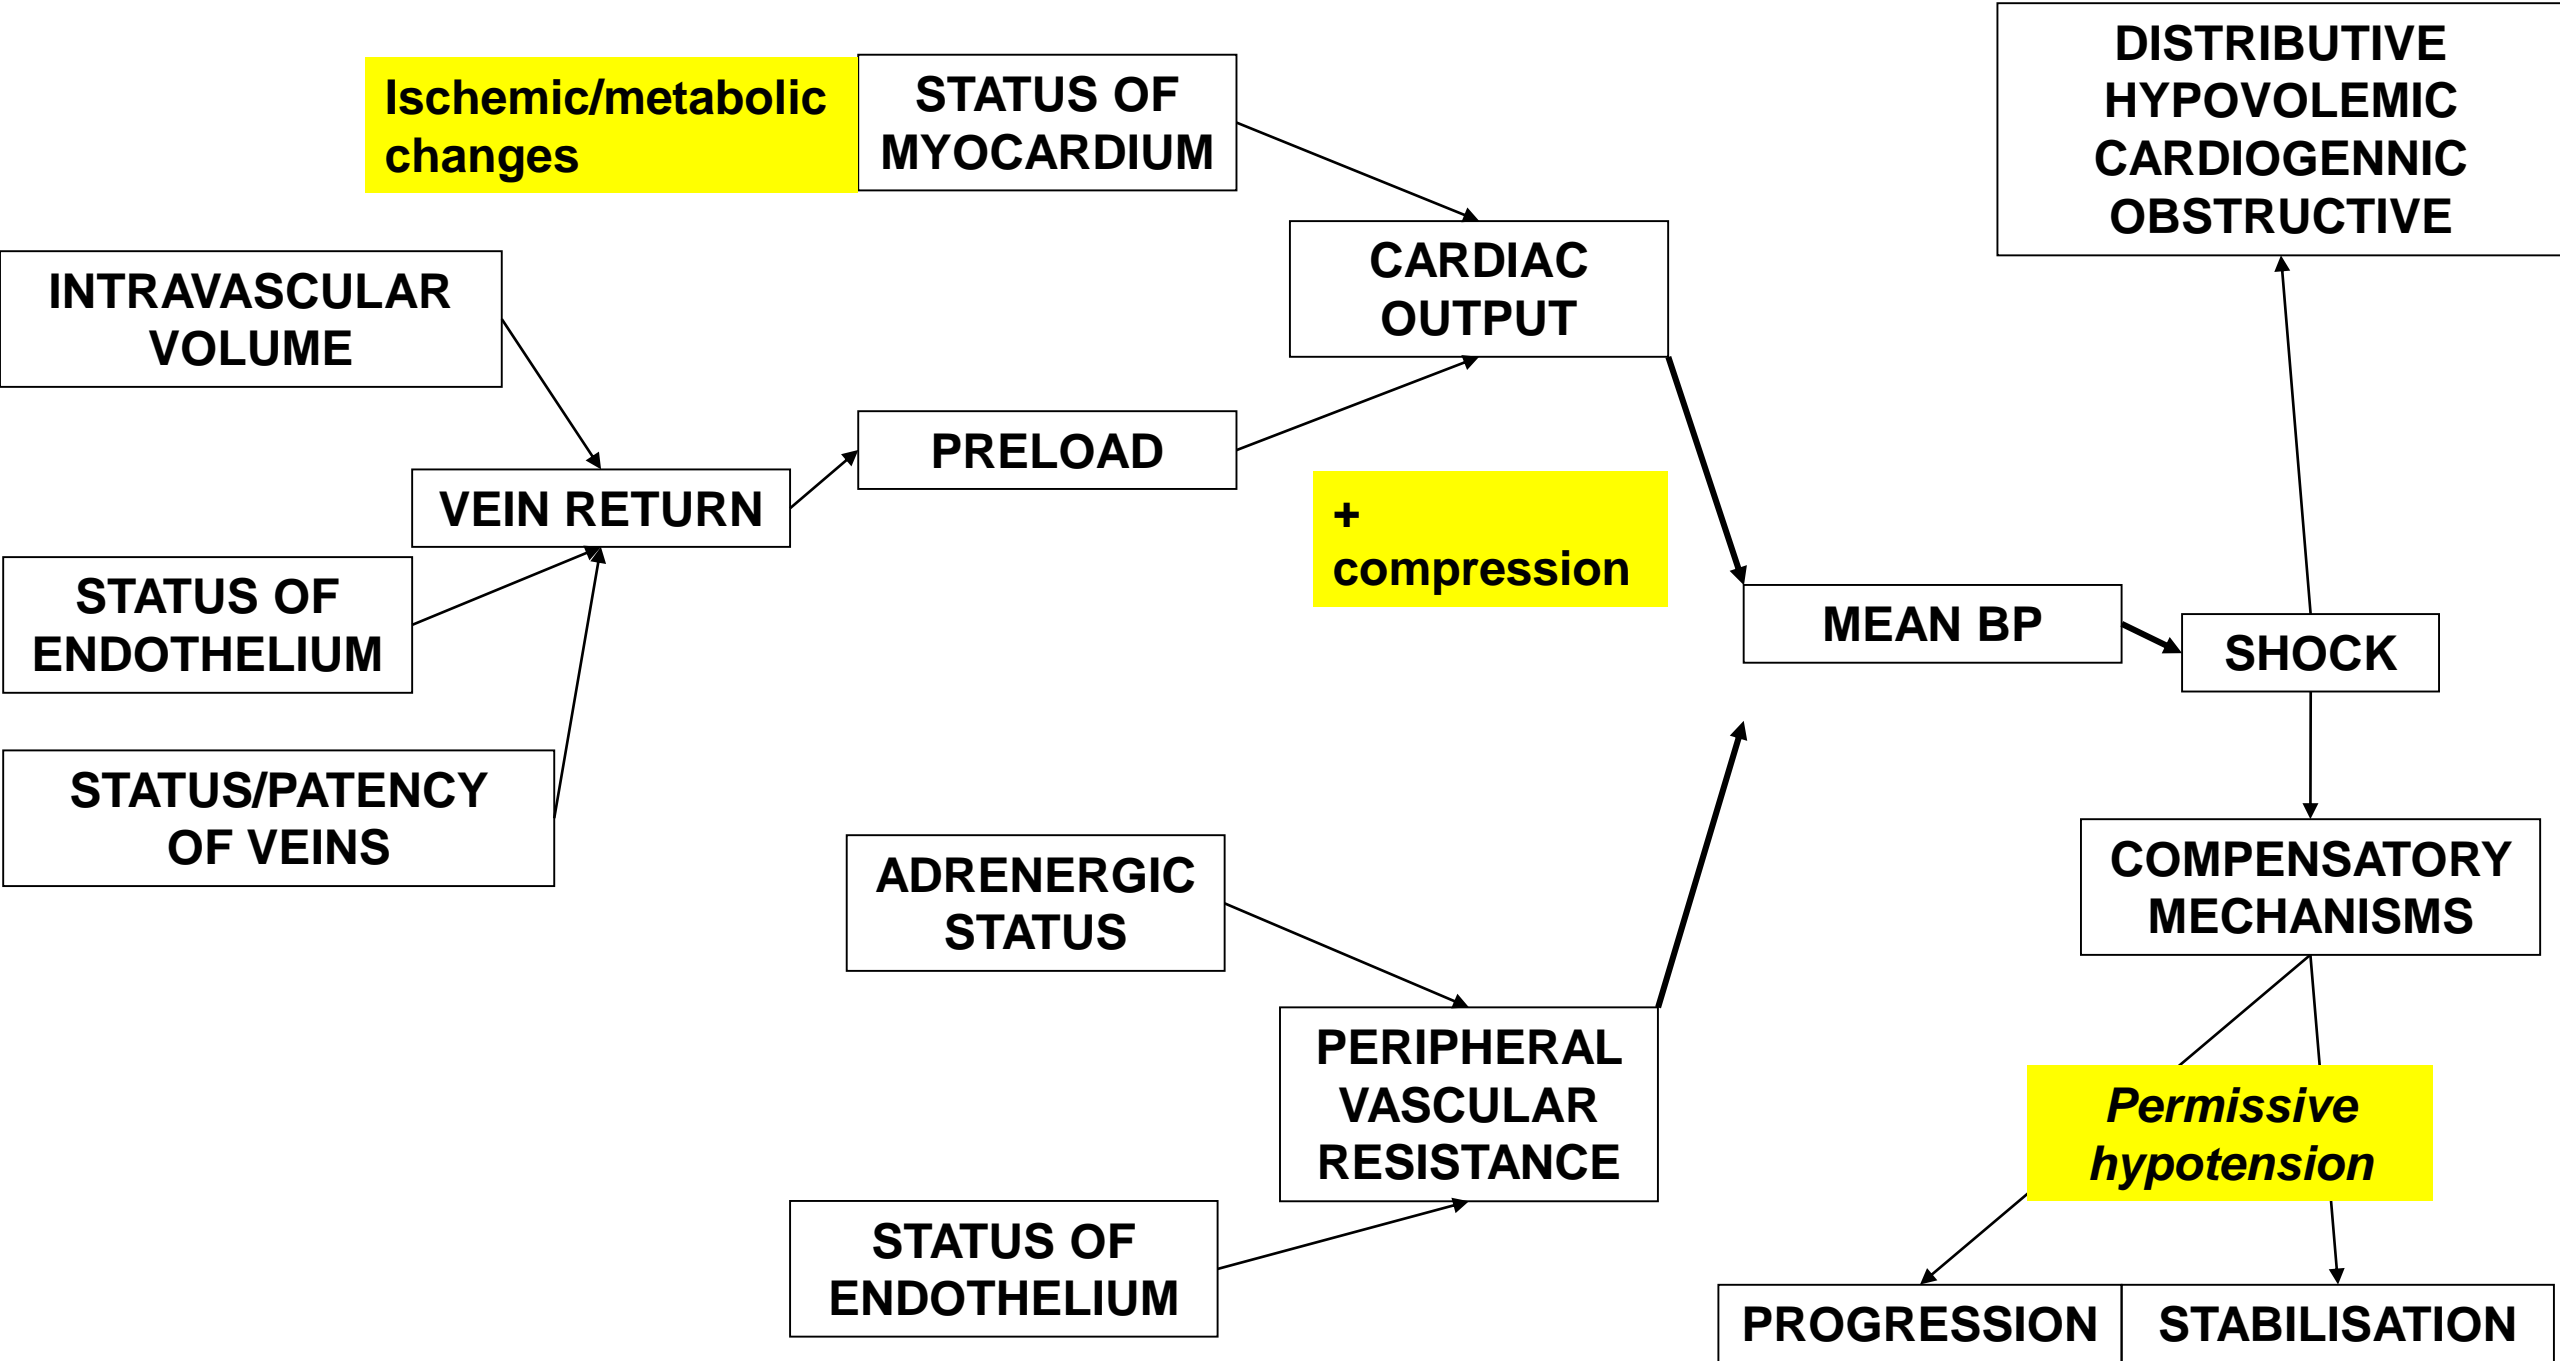 Ischemic/metabolic
changes
STATUS OF
MYOCARDIUM
DISTRIBUTIVE
HYPOVOLEMIC
CARDIOGENNIC
OBSTRUCTIVE
INTRAVASCULAR
VOLUME
CARDIAC
OUTPUT
PRELOAD
VEIN RETURN
+
compression
STATUS OF
ENDOTHELIUM
MEAN BP
SHOCK
STATUS/PATENCY
OF VEINS
ADRENERGIC
STATUS
COMPENSATORY
MECHANISMS
PERIPHERAL
VASCULAR
RESISTANCE
Permissive
hypotension
STATUS OF
ENDOTHELIUM
PROGRESSION
STABILISATION